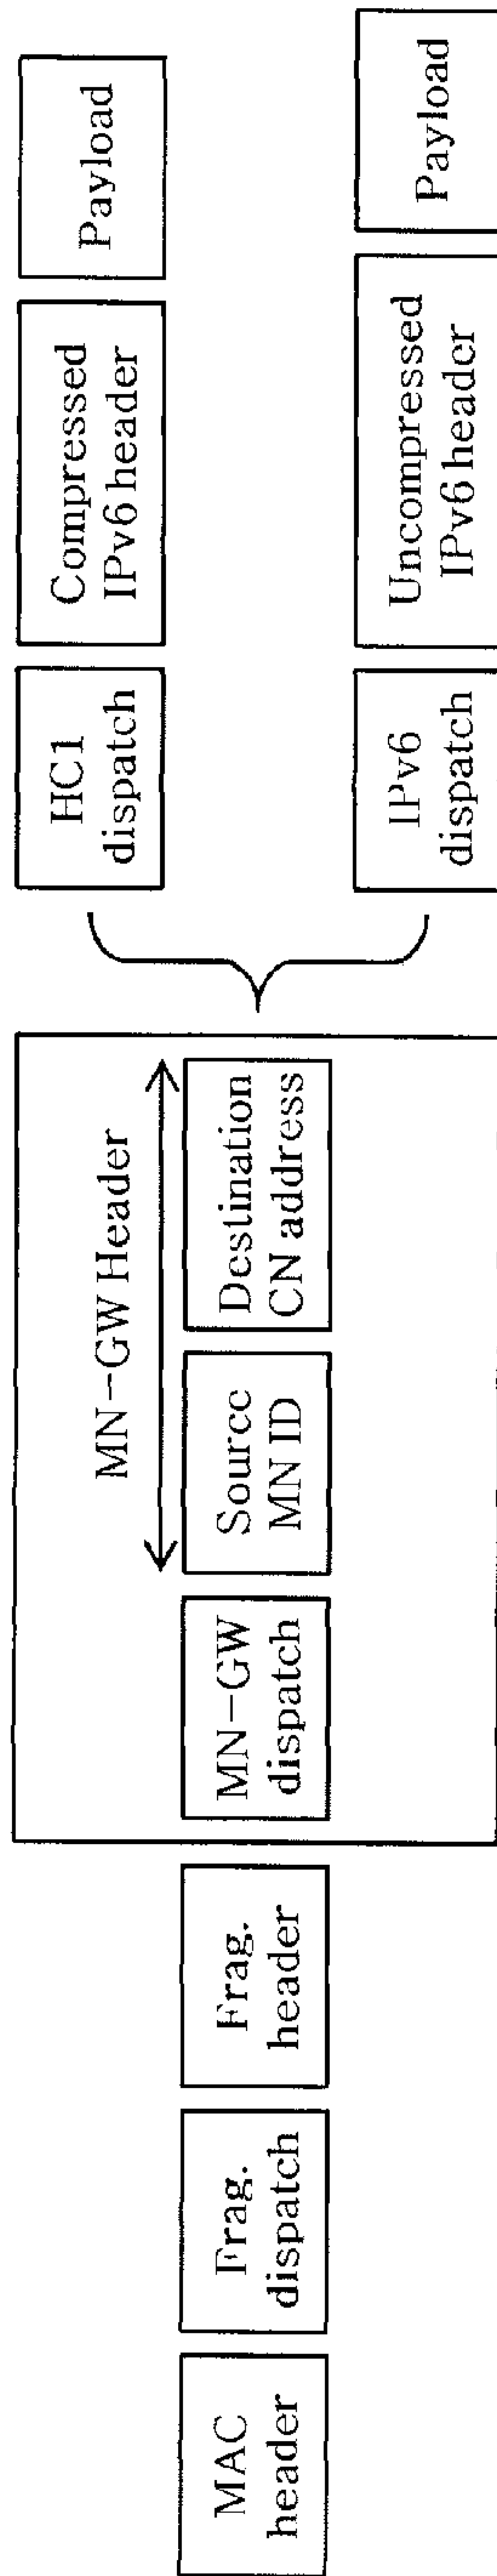 MAC
header
Frag.
dispatch
Frag.
header
MN-GW Header
MN-GW
dispatch
Source
MN ID
Destination
CN address
HC1
dispatch
Compressed
IPv6 header
Payload
IPv6
dispatch
Uncompressed
IPv6 header
Payload